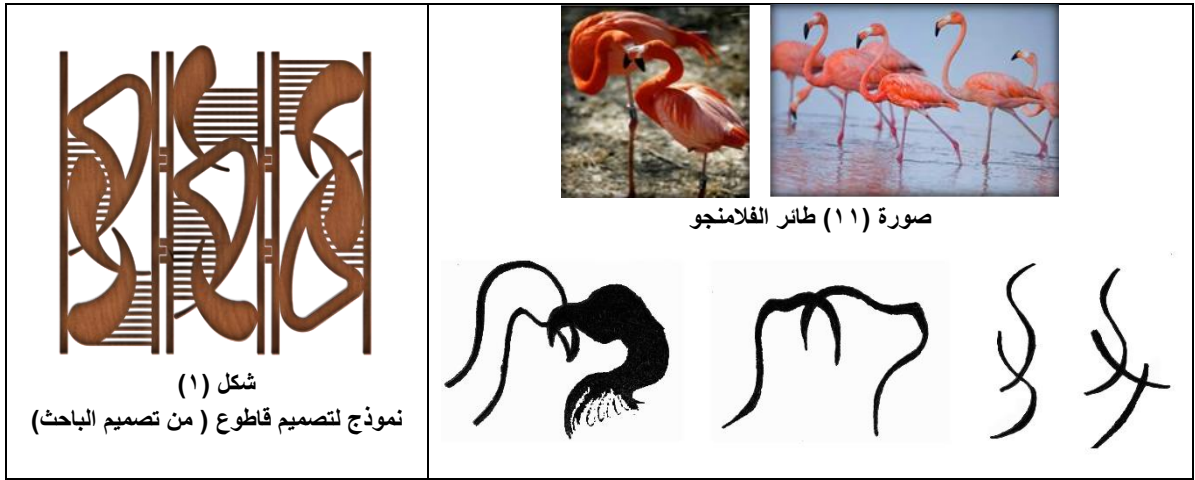 صورة (١١) طائر الفلامنجو
شكل (١)
نموذج لتصميم قاطوع ( من تصميم الباحث)